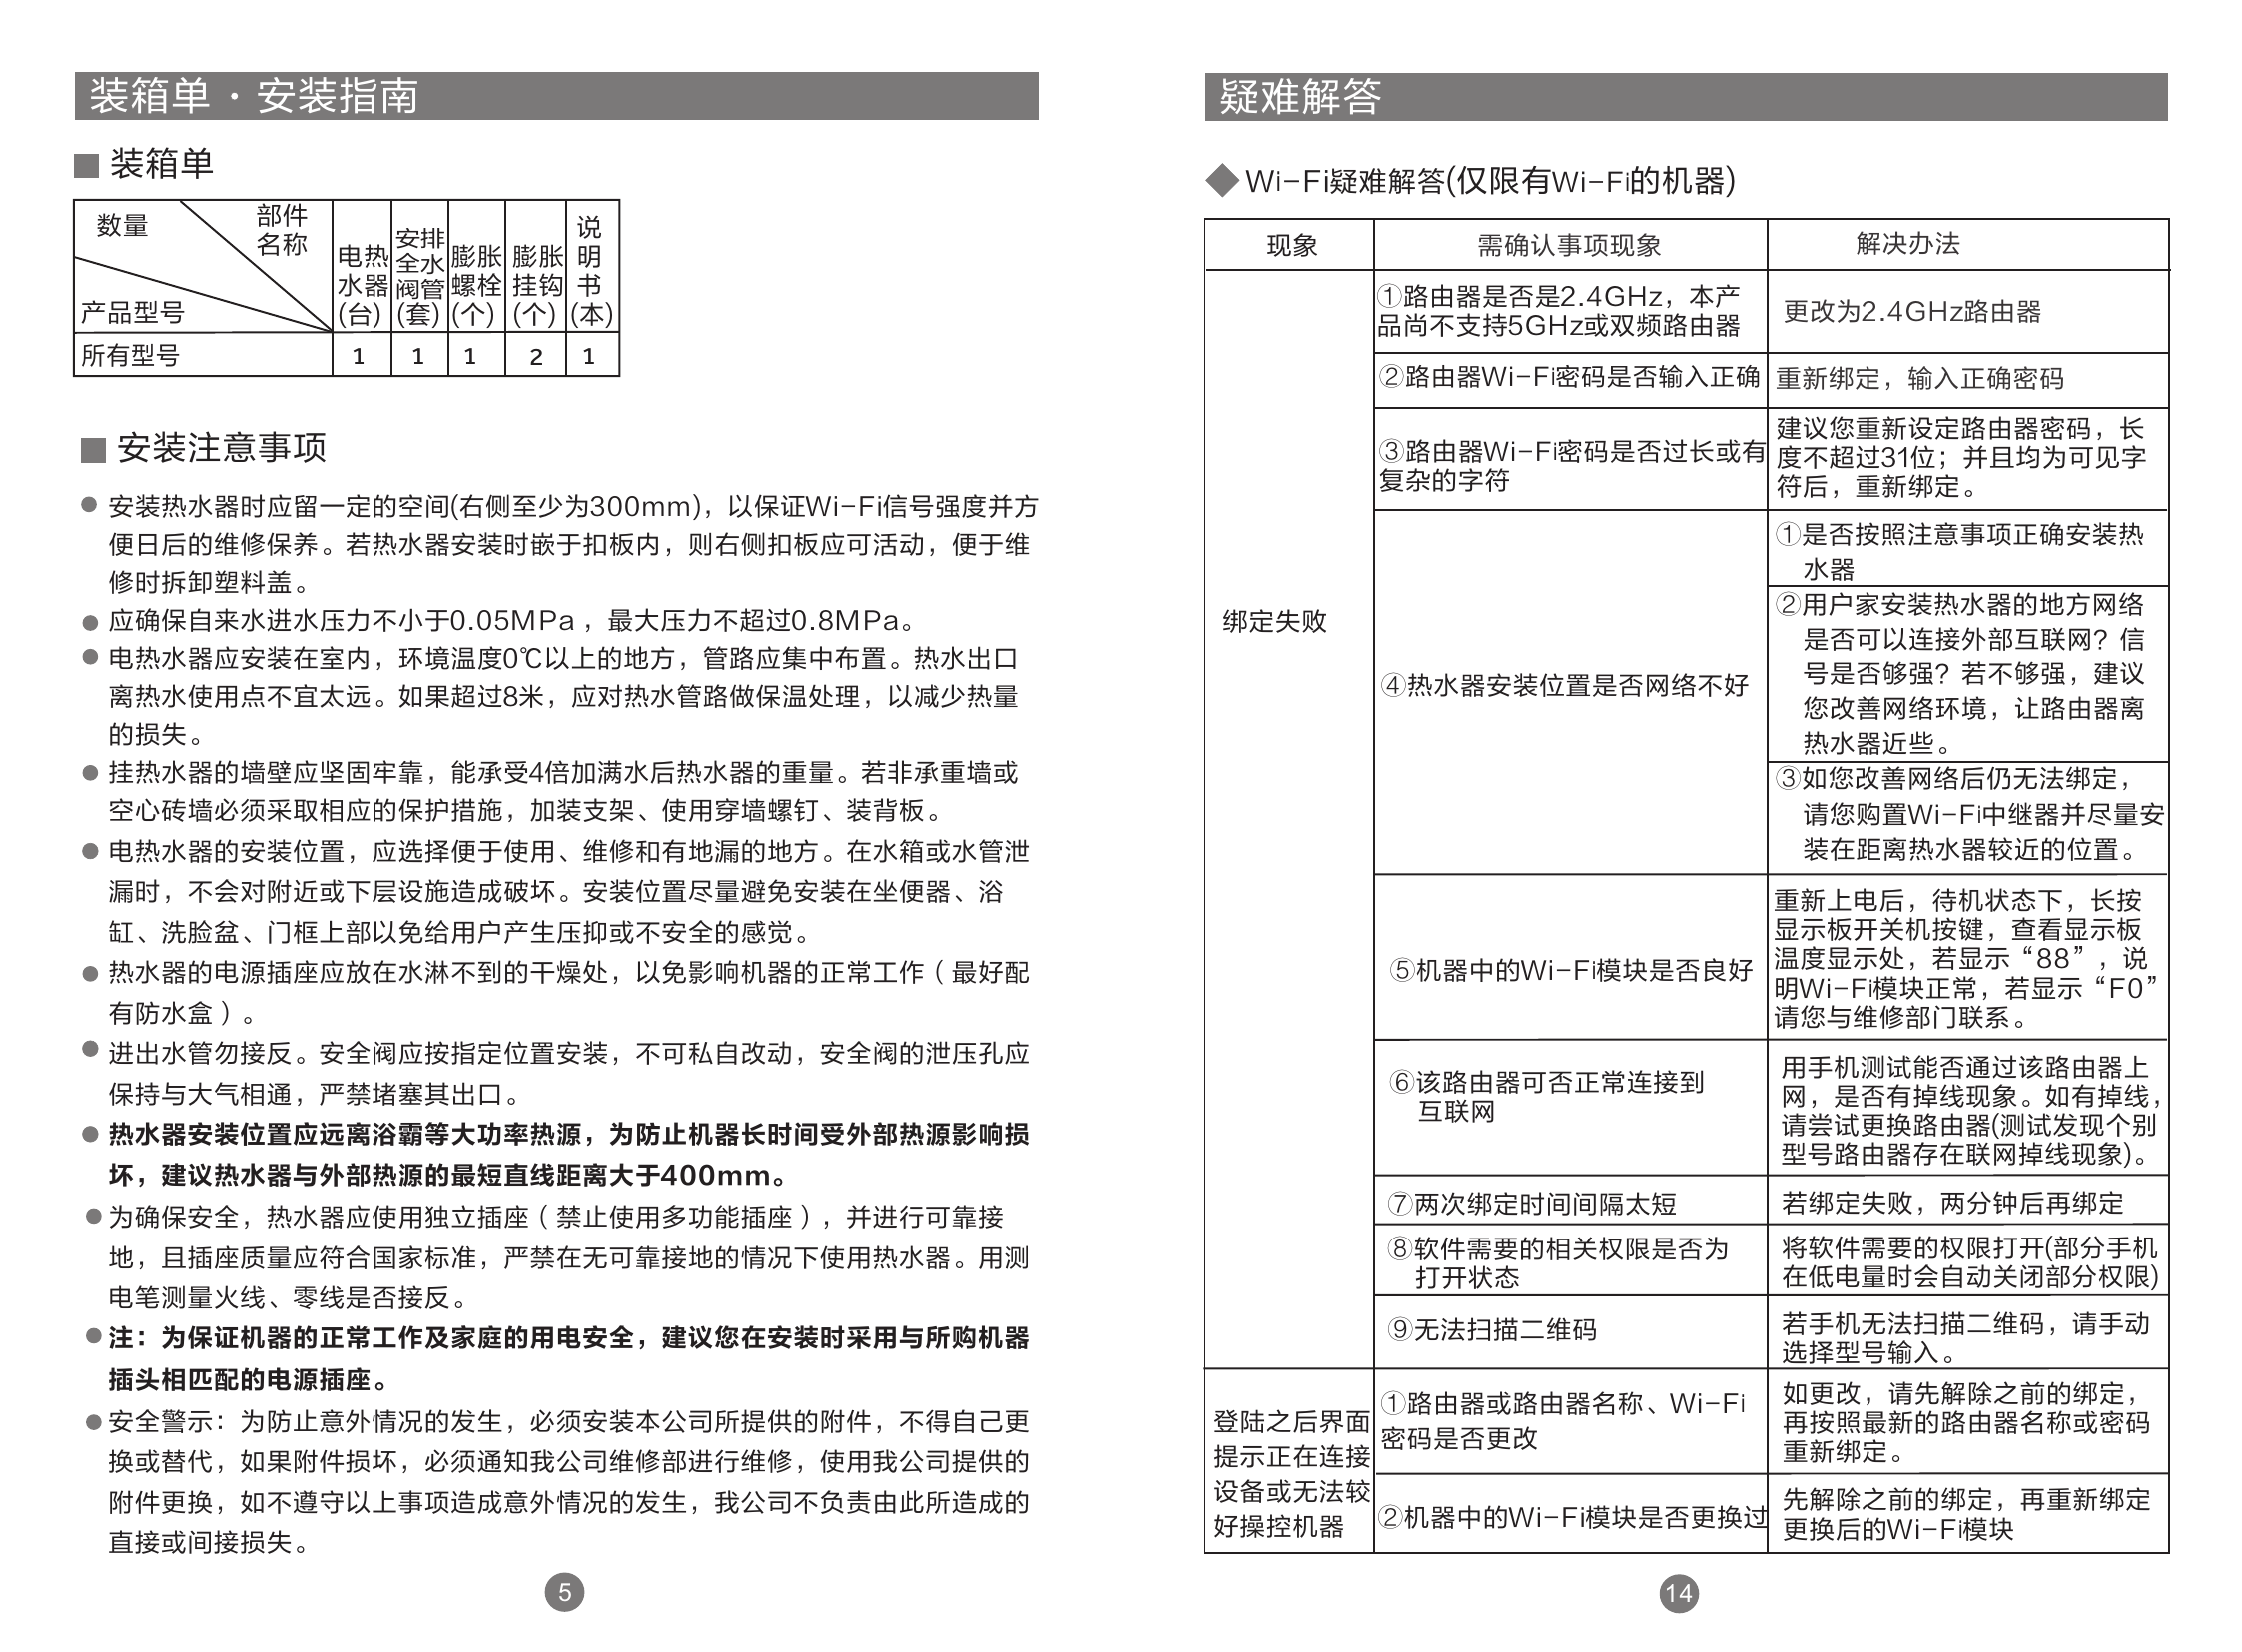 装箱单·安装指南
装箱单
数量
部件
名称
产品型号
电热
水器
(台)
安排
全水
阀管
(套)
膨胀
螺栓
(个)
膨胀
挂钩
(个)
说
明
书
(本)
所有型号 1 1 1 2 1
安装注意事项
安装热水器时应留一定的空间(右侧至少为300mm)，以保证Wi-Fi信号强度并方
便日后的维修保养。若热水器安装时嵌于扣板内，则右侧扣板应可活动，便于维
修时拆卸塑料盖。
应确保自来水进水压力不小于0.05MPa，最大压力不超过0.8MPa。
电热水器应安装在室内，环境温度0℃以上的地方，管路应集中布置。热水出口
离热水使用点不宜太远。如果超过8米，应对热水管路做保温处理，以减少热量
的损失。
挂热水器的墙壁应坚固牢靠，能承受4倍加满水后热水器的重量。若非承重墙或
空心砖墙必须采取相应的保护措施，加装支架、使用穿墙螺钉、装背板。
电热水器的安装位置，应选择便于使用、维修和有地漏的地方。在水箱或水管泄
漏时，不会对附近或下层设施造成破坏。安装位置尽量避免安装在坐便器、浴
缸、洗脸盆、门框上部以免给用户产生压抑或不安全的感觉。
热水器的电源插座应放在水淋不到的干燥处，以免影响机器的正常工作（最好配
有防水盒）。
进出水管勿接反。安全阀应按指定位置安装，不可私自改动，安全阀的泄压孔应
保持与大气相通，严禁堵塞其出口。
热水器安装位置应远离浴霸等大功率热源，为防止机器长时间受外部热源影响损
坏，建议热水器与外部热源的最短直线距离大于400mm。
为确保安全，热水器应使用独立插座（禁止使用多功能插座），并进行可靠接
地，且插座质量应符合国家标准，严禁在无可靠接地的情况下使用热水器。用测
电笔测量火线、零线是否接反。
注：为保证机器的正常工作及家庭的用电安全，建议您在安装时采用与所购机器
插头相匹配的电源插座。
安全警示：为防止意外情况的发生，必须安装本公司所提供的附件，不得自己更
换或替代，如果附件损坏，必须通知我公司维修部进行维修，使用我公司提供的
附件更换，如不遵守以上事项造成意外情况的发生，我公司不负责由此所造成的
直接或间接损失。
5
疑难解答
Wi-Fi疑难解答(仅限有Wi-Fi的机器)
现象 需确认事项现象 解决办法
绑定失败
①路由器是否是2.4GHz，本产
品尚不支持5GHz或双频路由器
更改为2.4GHz路由器
②路由器Wi-Fi密码是否输入正确
重新绑定，输入正确密码
③路由器Wi-Fi密码是否过长或有
复杂的字符
建议您重新设定路由器密码，长
度不超过31位；并且均为可见字
符后，重新绑定。
④热水器安装位置是否网络不好
①是否按照注意事项正确安装热
水器
②用户家安装热水器的地方网络
是否可以连接外部互联网？信
号是否够强？若不够强，建议
您改善网络环境，让路由器离
热水器近些。
③如您改善网络后仍无法绑定，
请您购置Wi-Fi中继器并尽量安
装在距离热水器较近的位置。
⑤机器中的Wi-Fi模块是否良好
重新上电后，待机状态下，长按
显示板开关机按键，查看显示板
温度显示处，若显示“88”，说
明Wi-Fi模块正常，若显示“F0”
请您与维修部门联系。
⑥该路由器可否正常连接到
互联网
用手机测试能否通过该路由器上
网，是否有掉线现象。如有掉线，
请尝试更换路由器(测试发现个别
型号路由器存在联网掉线现象)。
⑦两次绑定时间间隔太短
若绑定失败，两分钟后再绑定
⑧软件需要的相关权限是否为
打开状态
将软件需要的权限打开(部分手机
在低电量时会自动关闭部分权限)
⑨无法扫描二维码
若手机无法扫描二维码，请手动
选择型号输入。
登陆之后界面
提示正在连接
设备或无法较
好操控机器
①路由器或路由器名称、Wi-Fi
密码是否更改
如更改，请先解除之前的绑定，
再按照最新的路由器名称或密码
重新绑定。
②机器中的Wi-Fi模块是否更换过
先解除之前的绑定，再重新绑定
更换后的Wi-Fi模块
14